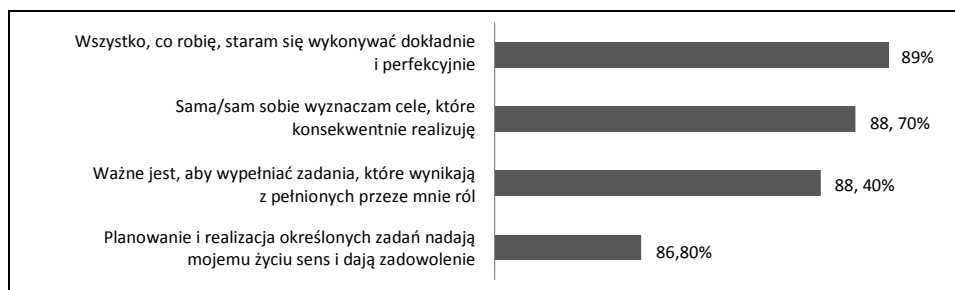 Wszystko, co robię, staram się wykonywać dokładnie
i perfekcyjnie
89%
Sama/sam sobie wyznaczam cele, które
konsekwentnie realizuję
88, 70%
Ważne jest, aby wypełniać zadania, które wynikają
z pełnionych przeze mnie ról
88, 40%
Planowanie i realizacja określonych zadań nadają
mojemu życiu sens i dają zadowolenie
86,80%